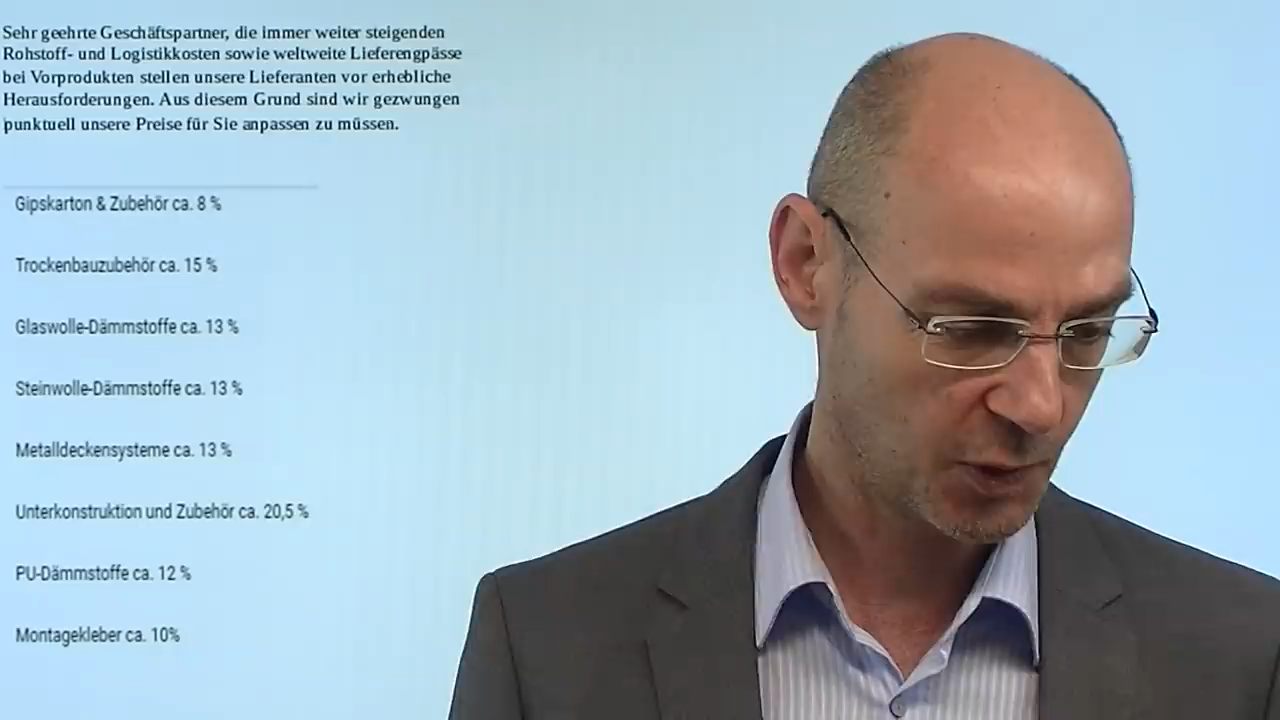 Sehr geehrte Geschäftspartner, die immer weiter steigenden
Rohstoff- und Logistikkosten sowie weltweite Lieferengpässe
bei Vorprodukten stellen unsere Lieferanten vor erhebliche
Herausforderungen. Aus diesem Grund sind wir gezwungen
punktuell unsere Preise für Sie anpassen zu müssen.
Gipskarton & Zubehör ca. 8 %
Trockenbauzubehör ca. 15 %
Glaswolle-Dämmstoffe ca. 13 %
Steinwolle-Dämmstoffe ca. 13 %
Metalldeckensysteme ca. 13 %
Unterkonstruktion und Zubehör ca. 20,5 %
PU-Dämmstoffe ca. 12 %
Montagekleber ca. 10%